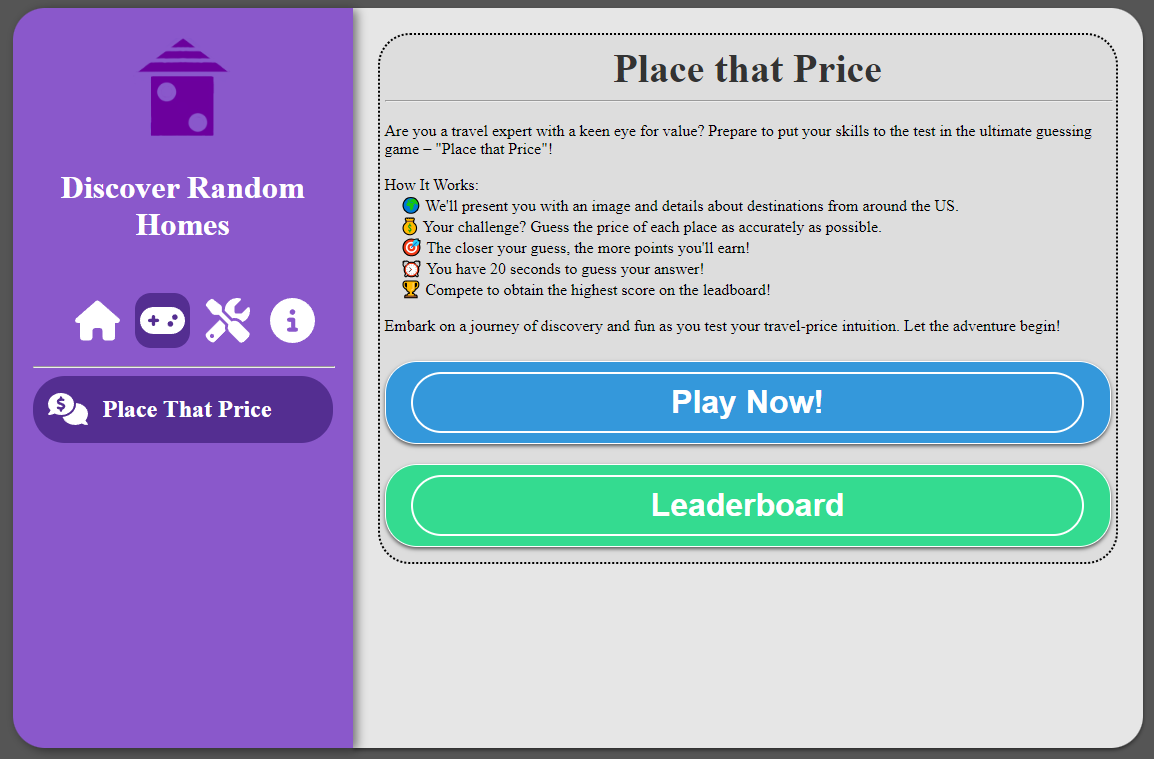 Discover Random
Homes
Place That Price
Place that Price
Are you a travel expert with a keen eye for value? Prepare to put your skills to the test in the ultimate guessing
game – "Place that Price"!
How It Works:
🌍 We'll present you with an image and details about destinations from around the US.
💰 Your challenge? Guess the price of each place as accurately as possible.
🎯 The closer your guess, the more points you'll earn!
⏰ You have 20 seconds to guess your answer!
🏆 Compete to obtain the highest score on the leadboard!
Embark on a journey of discovery and fun as you test your travel-price intuition. Let the adventure begin!
Play Now!
Leaderboard